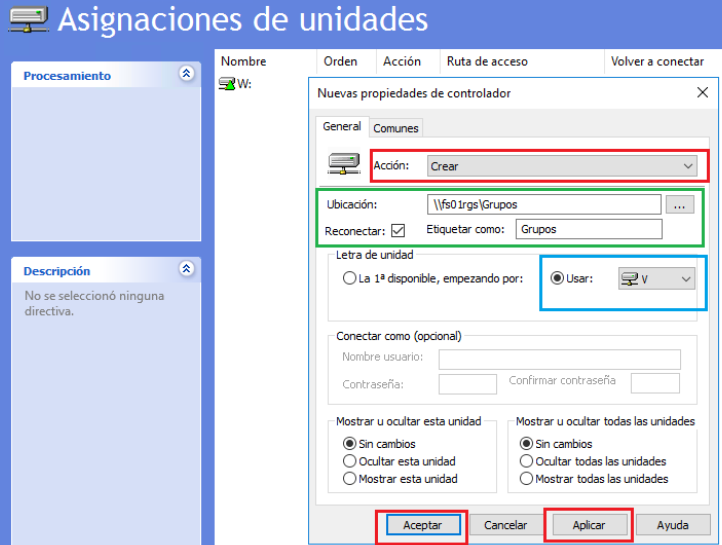 Asignaciones de unidades
Procesamiento
Descripción
No se seleccionó ninguna
directiva.
Nombre Orden Acción Ruta de acceso Volver a conectar
W:
Nuevas propiedades de controlador
General Comunes
Acción: Crear
Ubicación: \\fs01rgs\Grupos ...
Reconectar: Etiquetar como: Grupos
Letra de unidad
La 1ª disponible, empezando por: Usar: V
Conectar como (opcional)
Nombre usuario:
Contraseña: Confirmar contraseña
Mostrar u ocultar esta unidad Mostrar u ocultar todas las unidades
Sin cambios Sin cambios
Ocultar esta unidad Ocultar todas las unidades
Mostrar esta unidad Mostrar todas las unidades
Aceptar Cancelar Aplicar Ayuda